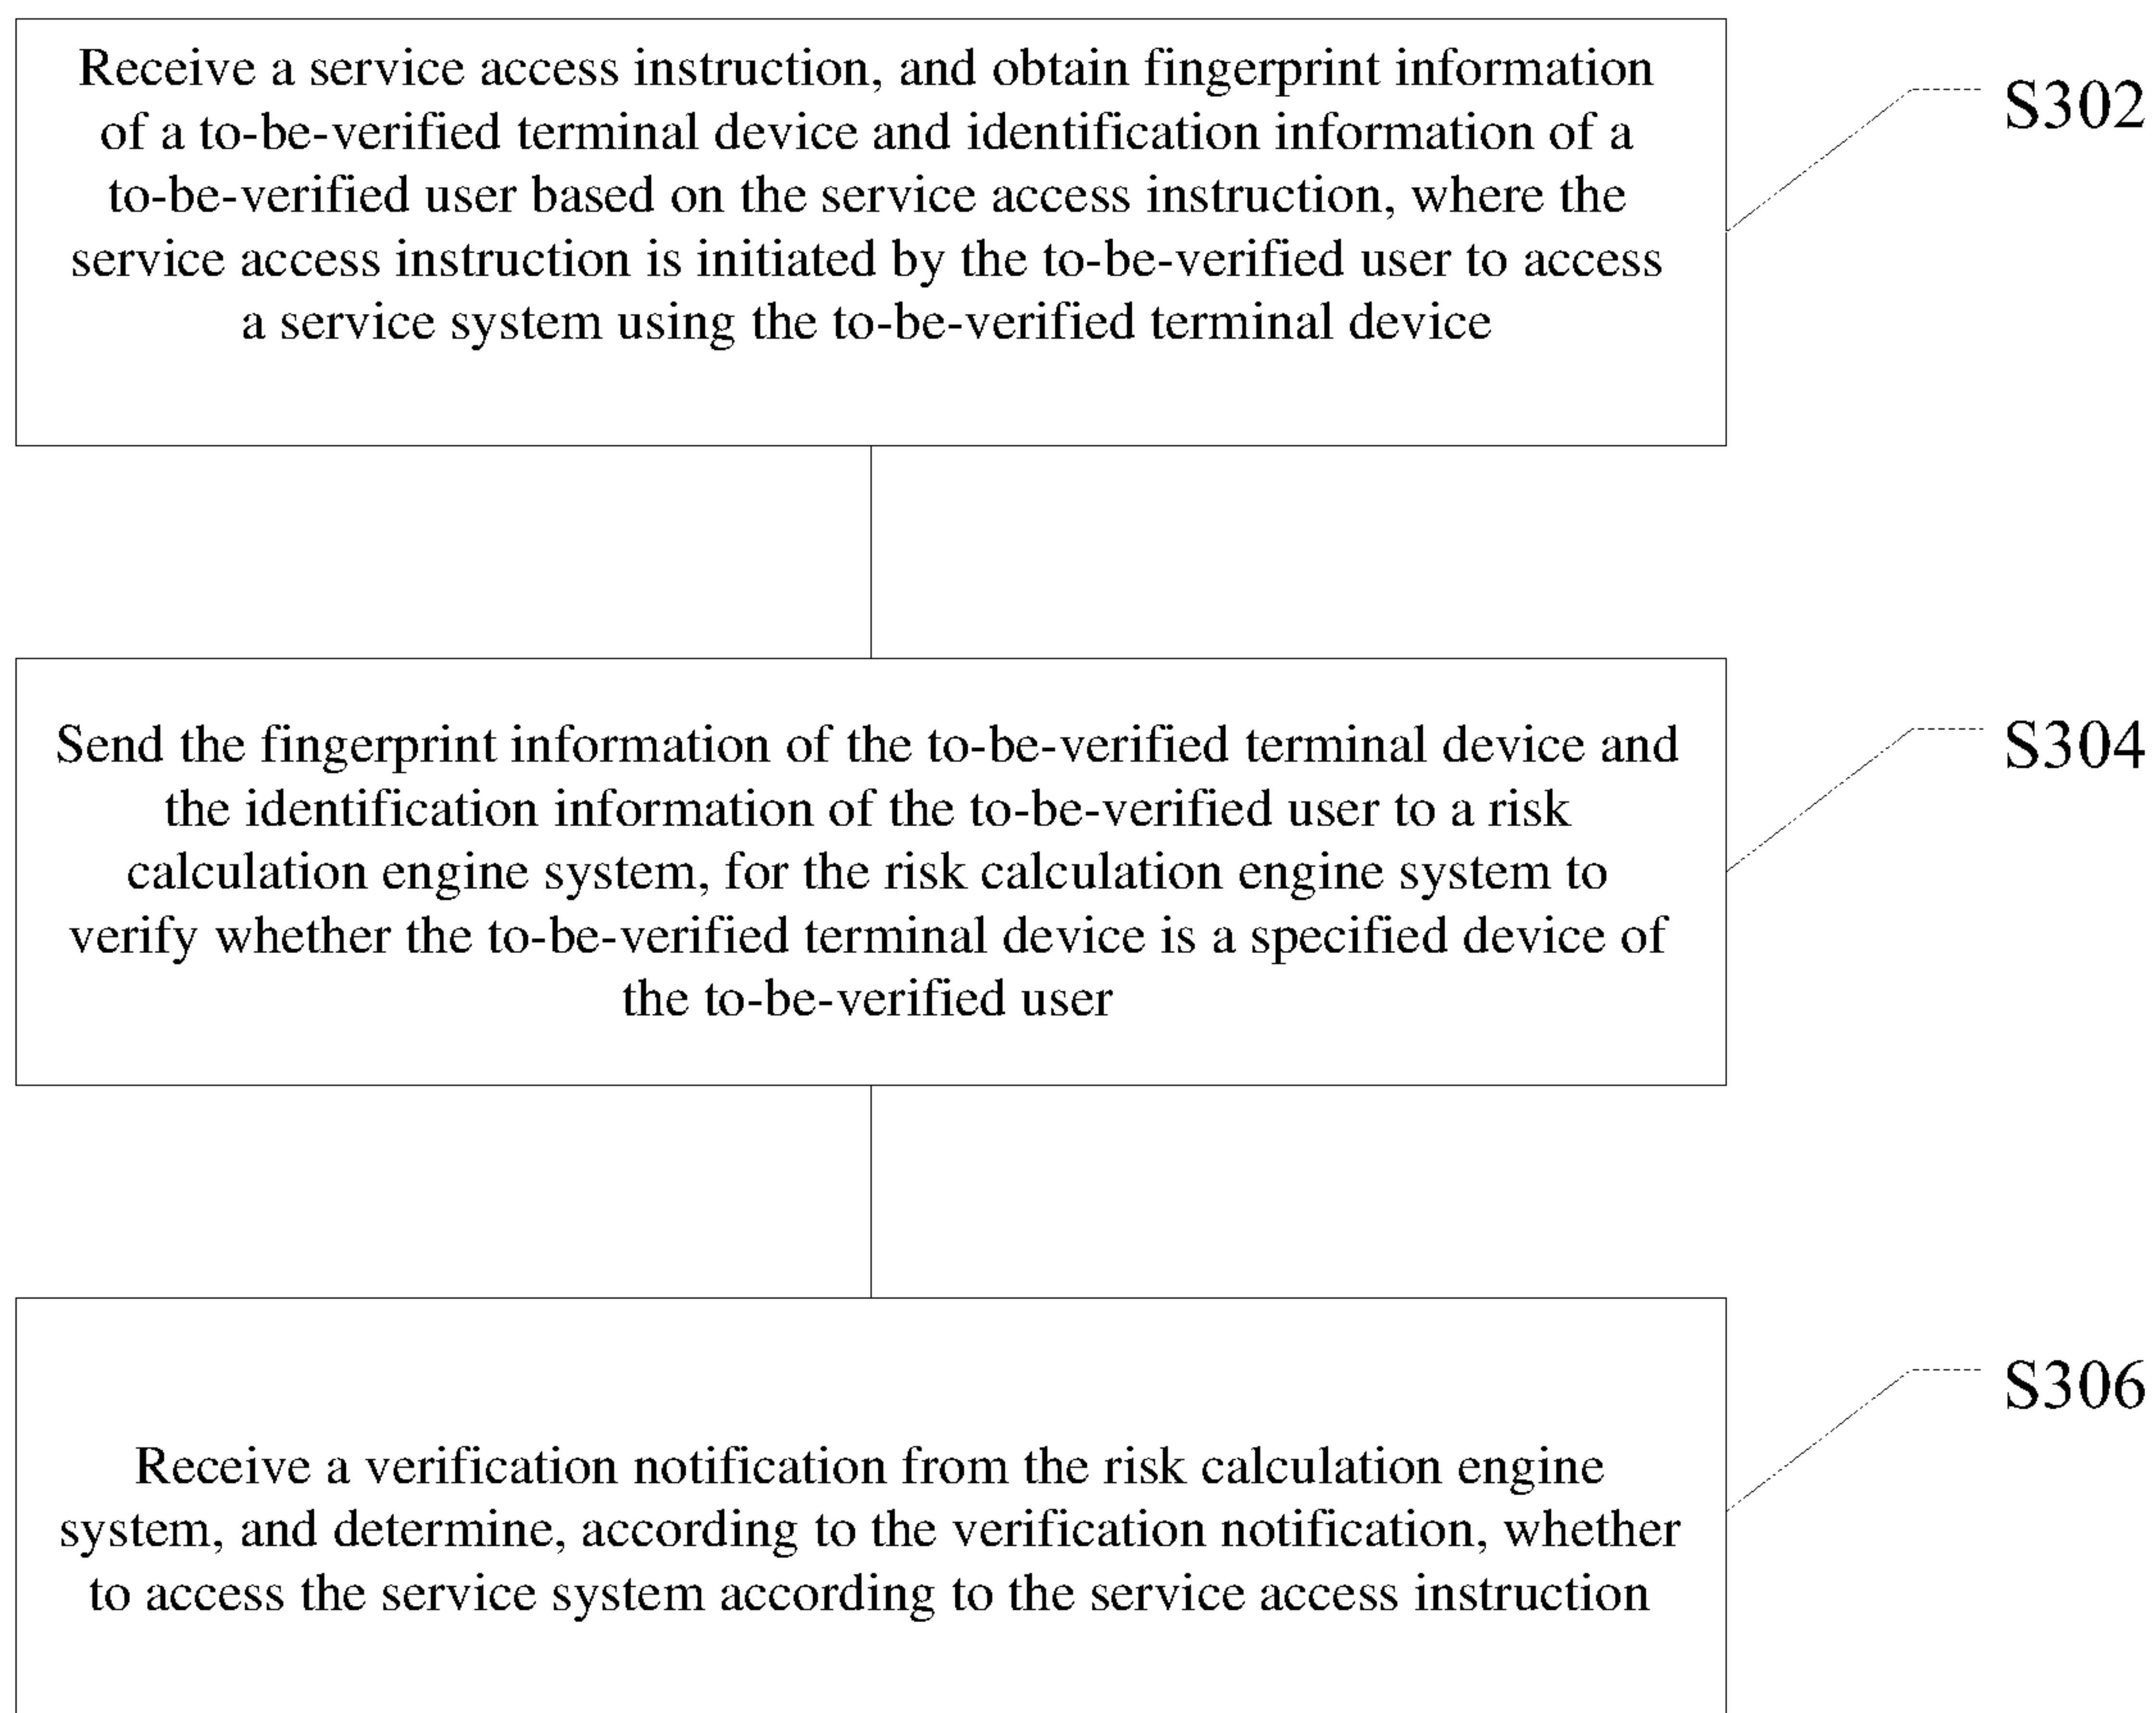 Receive a service access instruction, and obtain fingerprint information
of a to-be-verified terminal device and identification information of a
to-be-verified user based on the service access instruction, where the
service access instruction is initiated by the to-be-verified user to access
a service system using the to-be-verified terminal device
S302
Send the fingerprint information of the to-be-verified terminal device and
the identification information of the to-be-verified user to a risk
calculation engine system, for the risk calculation engine system to
verify whether the to-be-verified terminal device is a specified device of
the to-be-verified user
S304
Receive a verification notification from the risk calculation engine
system, and determine, according to the verification notification, whether
to access the service system according to the service access instruction
S306